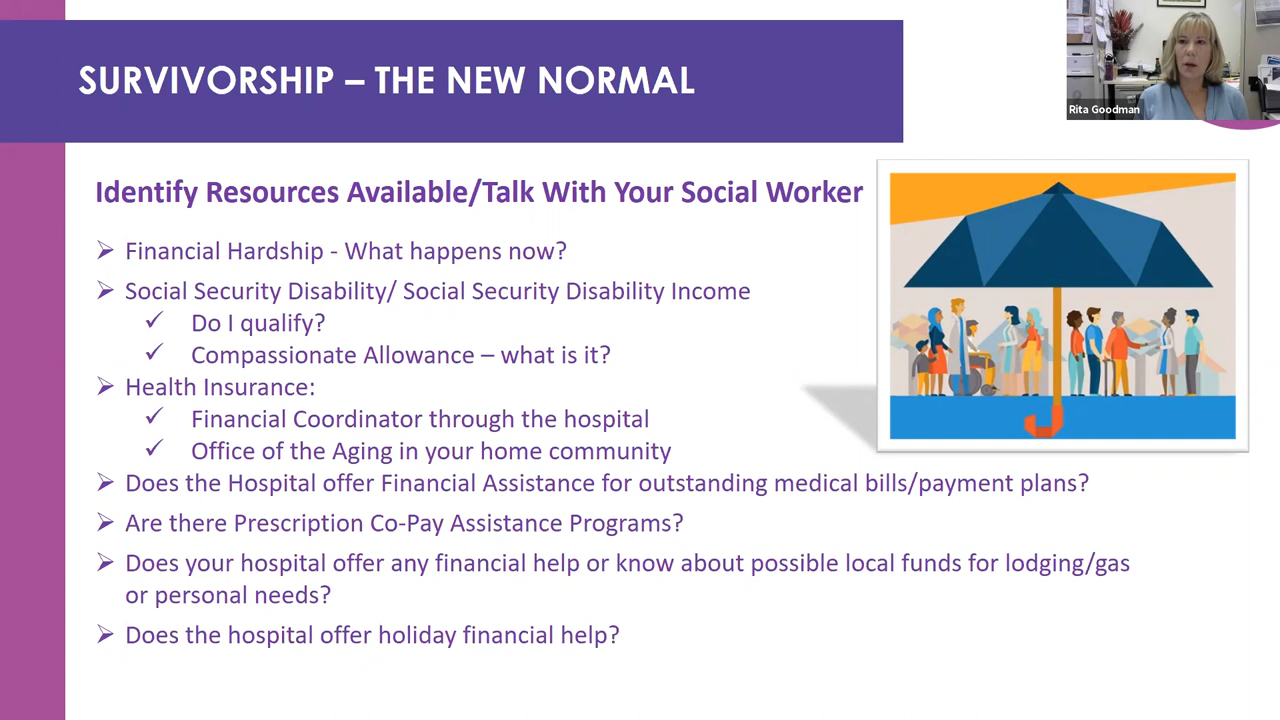 SURVIVORSHIP – THE NEW NORMAL
Rita Goodman
Identify Resources Available/Talk With Your Social Worker
➢ Financial Hardship - What happens now?
➢ Social Security Disability/ Social Security Disability Income
✓ Do I qualify?
✓ Compassionate Allowance – what is it?
➢ Health Insurance:
✓ Financial Coordinator through the hospital
✓ Office of the Aging in your home community
➢ Does the Hospital offer Financial Assistance for outstanding medical bills/payment plans?
➢ Are there Prescription Co-Pay Assistance Programs?
➢ Does your hospital offer any financial help or know about possible local funds for lodging/gas
or personal needs?
➢ Does the hospital offer holiday financial help?